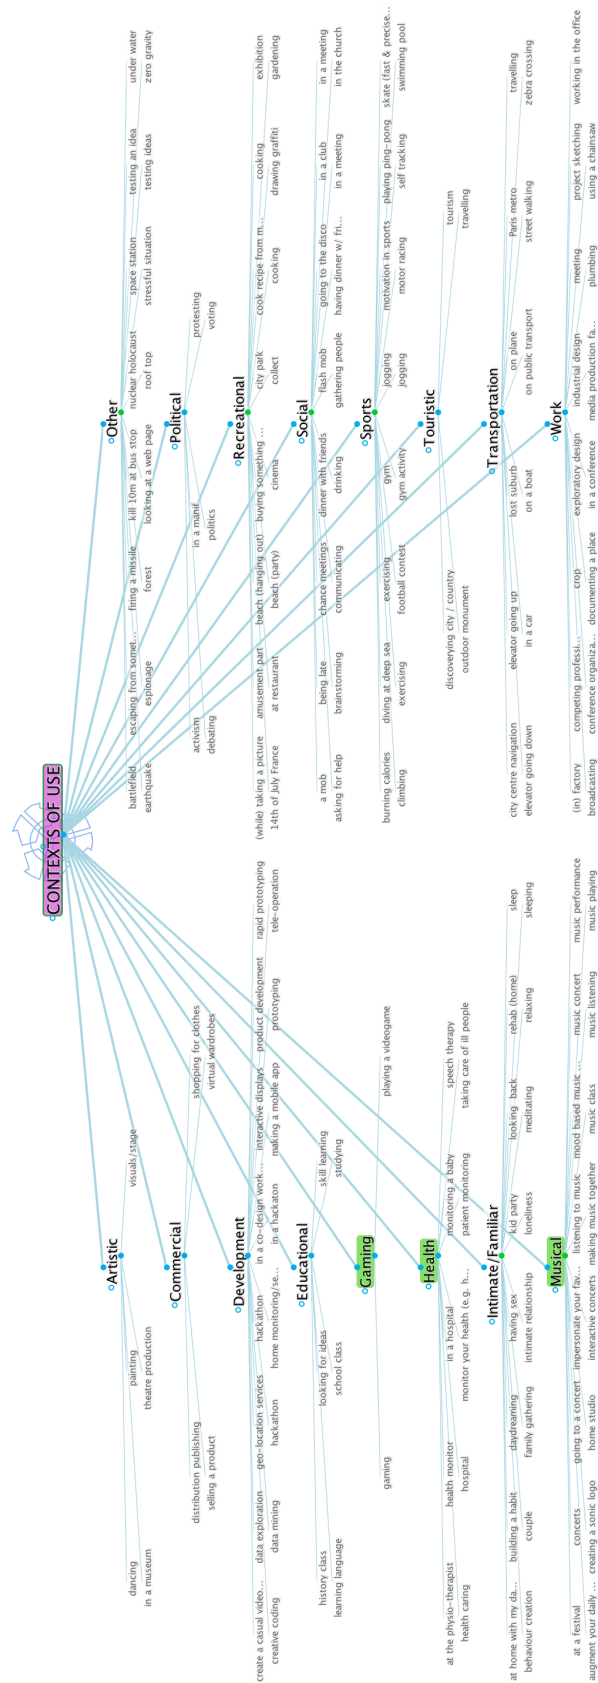 CONTEXTS OF USE
Artistic
dancing
in a museum
painting
theatre production
visuals/stage
Commercial
distribution publishing
selling a product
shopping for clothes
virtual wardrobes
Development
create a casual video...
creative coding
data exploration
data mining
geo-location services
hackathon
hackathon
home monitoring/se...
in a co-design work...
in a hackaton
interactive displays
making a mobile app
product development
prototyping
rapid prototyping
tele-operation
Educational
history class
learning language
looking for ideas
school class
skill learning
studying
Gaming
gaming
playing a videogame
Health
at the physio-therapist
health caring
health monitor
hospital
in a hospital
monitor your health (e.g. h...
monitoring a baby
patient monitoring
speech therapy
taking care of ill people
Intimate/Familiar
at home with my da...
behaviour creation
building a habit
couple
daydreaming
family gathering
having sex
intimate relationship
kid party
loneliness
looking back
meditating
rehab (home)
relaxing
sleep
sleeping
Musical
at a festival
augment your daily ...
concerts
creating a sonic logo
going to a concert
home studio
impersonate your fav...
interactive concerts
listening to music
making music together
mood based music ...
music class
music concert
music listening
music performance
music playing
Other
battlefield
earthquake
escaping from somet...
espionage
firing a missile
forest
kill 10m at bus stop
looking at a web page
nuclear holocaust
roof top
space station
stressful situation
testing an idea
testing ideas
under water
zero gravity
Political
activism
debating
in a manif
politics
protesting
voting
Recreational
(while) taking a picture
14th of July France
amusement part
at restaurant
beach (hanging out)
beach (party)
buying something ...
cinema
city park
collect
cook recipe from m...
cooking
cooking
drawing graffiti
exhibition
gardening
Social
a mob
asking for help
being late
brainstorming
chance meetings
communicating
dinner with friends
drinking
flash mob
gathering people
going to the disco
having dinner w/ fri...
in a club
in a meeting
in a meeting
in the church
Sports
burning calories
climbing
diving at deep sea
exercising
exercising
football contest
gym
gym activity
jogging
jogging
motivation in sports
motor racing
playing ping-pong
self tracking
skate (fast & precise...
swimming pool
Touristic
discovering city / country
outdoor monument
tourism
travelling
Transportation
city centre navigation
elevator going down
elevator going up
in a car
lost suburb
on a boat
on plane
on public transport
Paris metro
street walking
travelling
zebra crossing
Work
(in) factory
broadcasting
competing professi...
conference organiza...
crop
documenting a place
exploratory design
in a conference
industrial design
media production fa...
meeting
plumbing
project sketching
using a chainsaw
working in the office